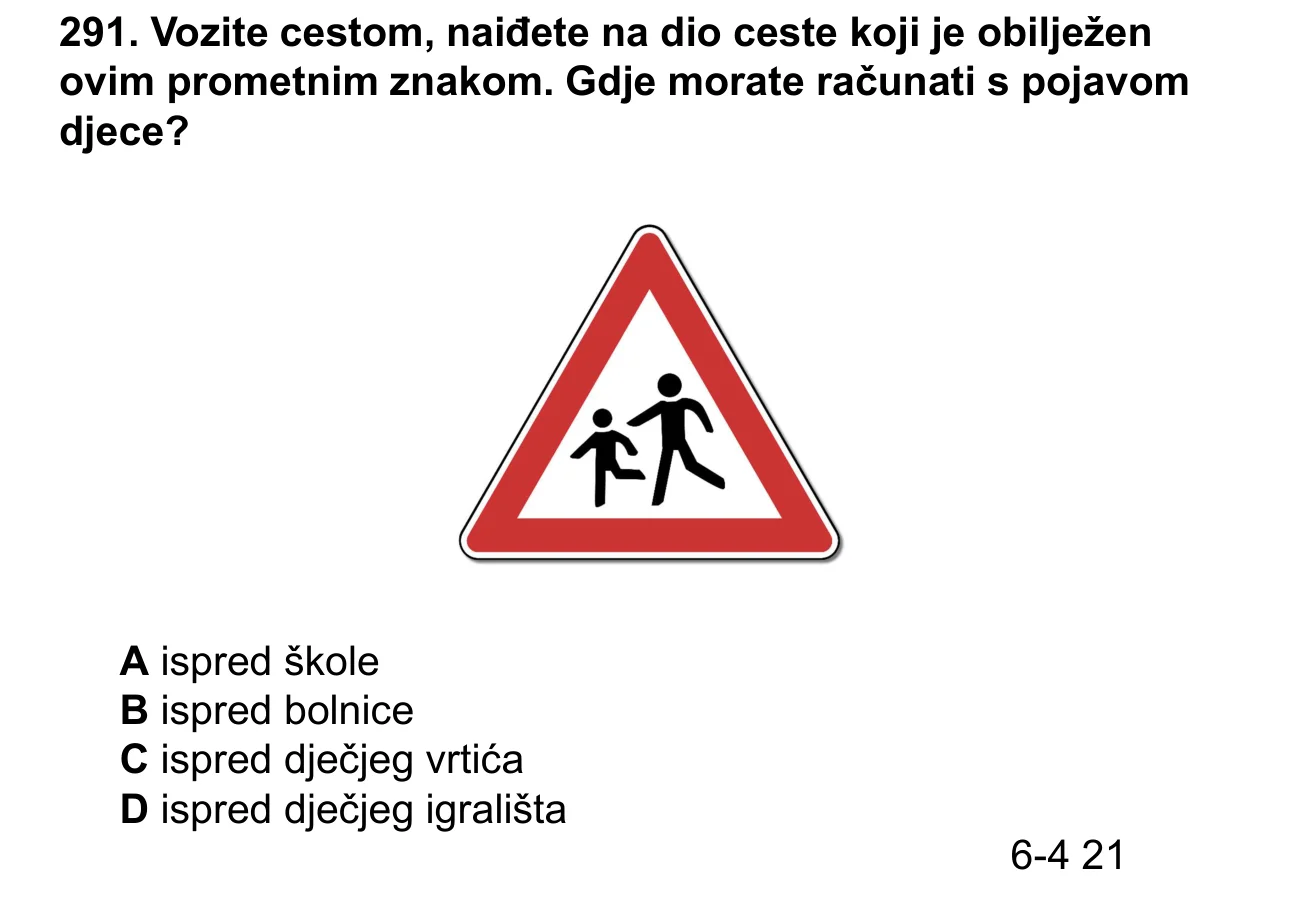 291. Vozite cestom, naiđete na dio ceste koji je obilježen
ovim prometnim znakom. Gdje morate računati s pojavom
djece?
A ispred škole
B ispred bolnice
C ispred dječjeg vrtića
D ispred dječjeg igrališta
6-4 21